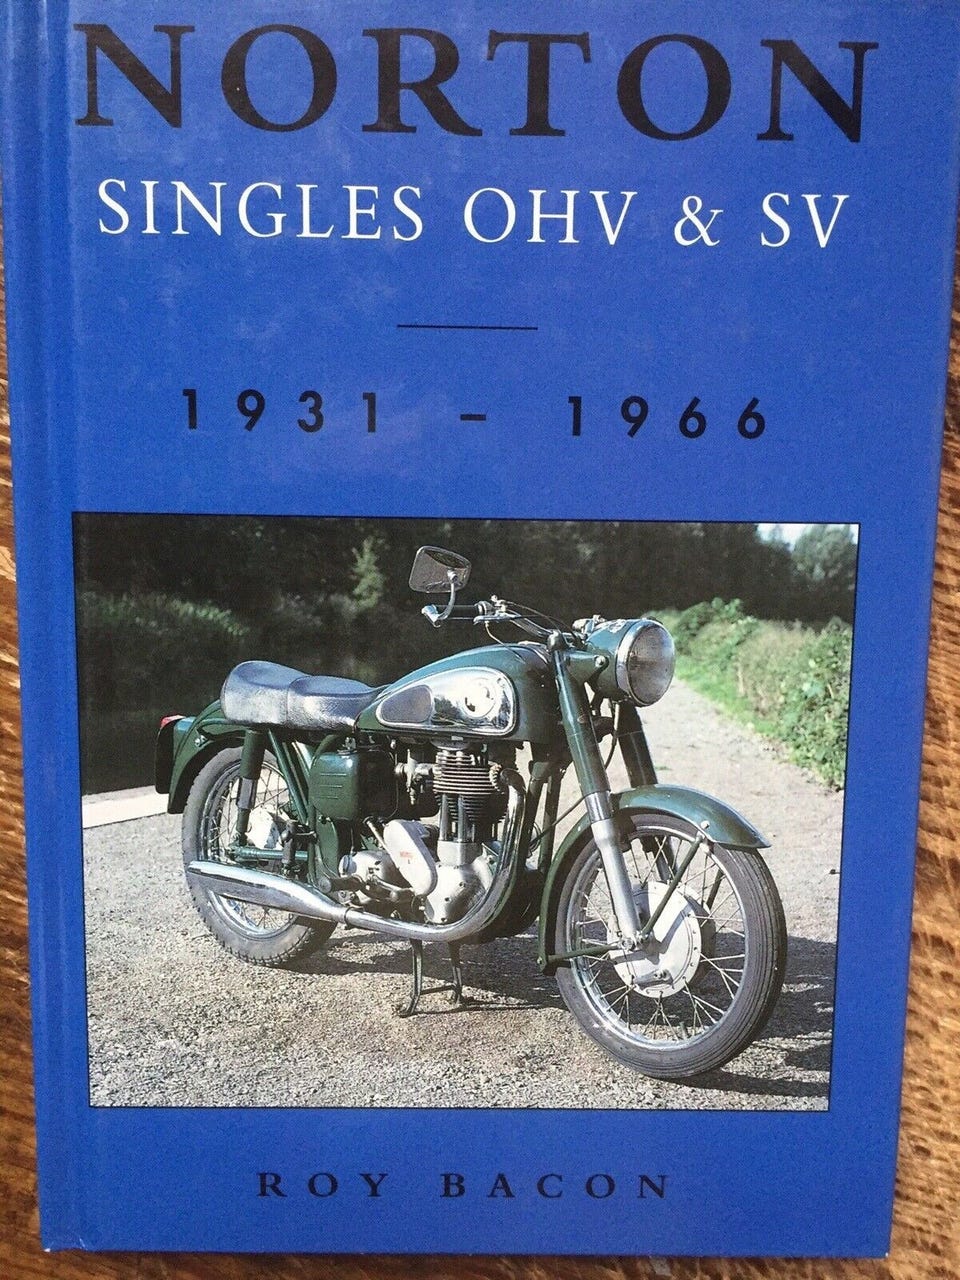 NORTON
SINGLES OHV & SV
1931 - 1966
ROY BACON